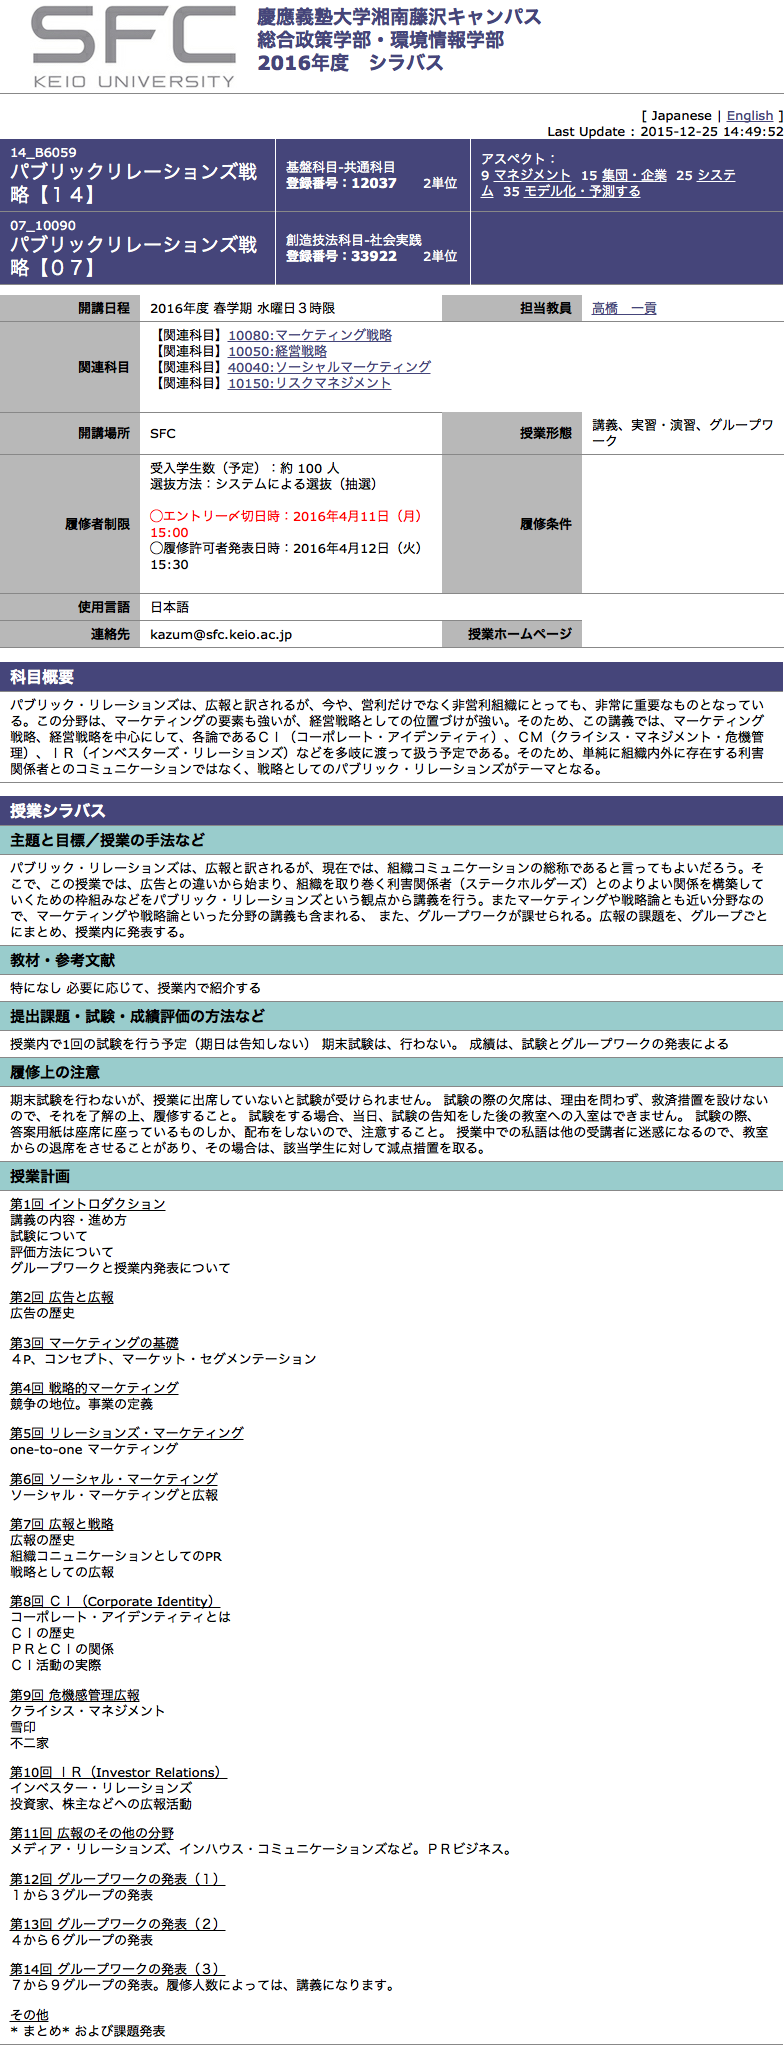 SFC
KEIO UNIVERSITY
慶應義塾大学湘南藤沢キャンパス
総合政策学部・環境情報学部
2016年度　シラバス
[ Japanese | English ]
Last Update : 2015-12-25 14:49:52
14_B6059
パブリックリレーションズ戦
略【１４】
基盤科目-共通科目
登録番号：12037　　2単位
アスペクト：
9 マネジメント 15 集団・企業 25 システ
ム 35 モデル化・予測する
07_10090
パブリックリレーションズ戦
略【０７】
創造技法科目-社会実践
登録番号：33922　　2単位
開講日程
2016年度 春学期 水曜日３時限
担当教員
高橋　一貢
関連科目
【関連科目】10080:マーケティング戦略
【関連科目】10050:経営戦略
【関連科目】40040:ソーシャルマーケティング
【関連科目】10150:リスクマネジメント
開講場所
SFC
授業形態
講義、実習・演習、グループワ
ーク
履修者制限
受入学生数（予定）：約 100 人
選抜方法：システムによる選抜（抽選）
◯エントリー〆切日時：2016年4月11日（月）
15:00
◯履修許可者発表日時：2016年4月12日（火）
15:30
履修条件
使用言語
日本語
連絡先
kazum@sfc.keio.ac.jp
授業ホームページ
科目概要
パブリック・リレーションズは、広報と訳されるが、今や、営利だけでなく非営利組織にとっても、非常に重要なものとなってい
る。この分野は、マーケティングの要素も強いが、経営戦略としての位置づけが強い。そのため、この講義では、マーケティング
戦略、経営戦略を中心にして、各論であるＣＩ（コーポレート・アイデンティティ）、ＣＭ（クライシス・マネジメント・危機管
理）、ＩＲ（インベスターズ・リレーションズ）などを多岐に渡って扱う予定である。そのため、単純に組織内外に存在する利害
関係者とのコミュニケーションではなく、戦略としてのパブリック・リレーションズがテーマとなる。
授業シラバス
主題と目標／授業の手法など
パブリック・リレーションズは、広報と訳されるが、現在では、組織コミュニケーションの総称であると言ってもよいだろう。そ
こで、この授業では、広告との違いから始まり、組織を取り巻く利害関係者（ステークホルダーズ）とのよりよい関係を構築して
いくための枠組みなどをパブリック・リレーションズという観点から講義を行う。またマーケティングや戦略論とも近い分野なの
で、マーケティングや戦略論といった分野の講義も含まれる、 また、グループワークが課せられる。広報の課題を、グループごと
にまとめ、授業内に発表する。
教材・参考文献
特になし 必要に応じて、授業内で紹介する
提出課題・試験・成績評価の方法など
授業内で1回の試験を行う予定（期日は告知しない） 期末試験は、行わない。 成績は、試験とグループワークの発表による
履修上の注意
期末試験を行わないが、授業に出席していないと試験が受けられません。 試験の際の欠席は、理由を問わず、救済措置を設けない
ので、それを了解の上、履修すること。 試験をする場合、当日、試験の告知をした後の教室への入室はできません。 試験の際、
答案用紙は座席に座っているものしか、配布をしないので、注意すること。 授業中での私語は他の受講者に迷惑になるので、教室
からの退席をさせることがあり、その場合は、該当学生に対して減点措置を取る。
授業計画
第1回 イントロダクション
講義の内容・進め方
試験について
評価方法について
グループワークと授業内発表について
第2回 広告と広報
広告の歴史
第3回 マーケティングの基礎
４P、コンセプト、マーケット・セグメンテーション
第4回 戦略的マーケティング
競争の地位。事業の定義
第5回 リレーションズ・マーケティング
one-to-one マーケティング
第6回 ソーシャル・マーケティング
ソーシャル・マーケティングと広報
第7回 広報と戦略
広報の歴史
組織コニュニケーションとしてのPR
戦略としての広報
第8回 ＣＩ（Corporate Identity）
コーポレート・アイデンティティとは
ＣＩの歴史
ＰＲとＣＩの関係
ＣＩ活動の実際
第9回 危機感管理広報
クライシス・マネジメント
雪印
不二家
第10回 ＩＲ（Investor Relations）
インベスター・リレーションズ
投資家、株主などへの広報活動
第11回 広報のその他の分野
メディア・リレーションズ、インハウス・コミュニケーションズなど。ＰＲビジネス。
第12回 グループワークの発表（１）
１から３グループの発表
第13回 グループワークの発表（２）
４から６グループの発表
第14回 グループワークの発表（３）
７から９グループの発表。履修人数によっては、講義になります。
その他
* まとめ* および課題発表